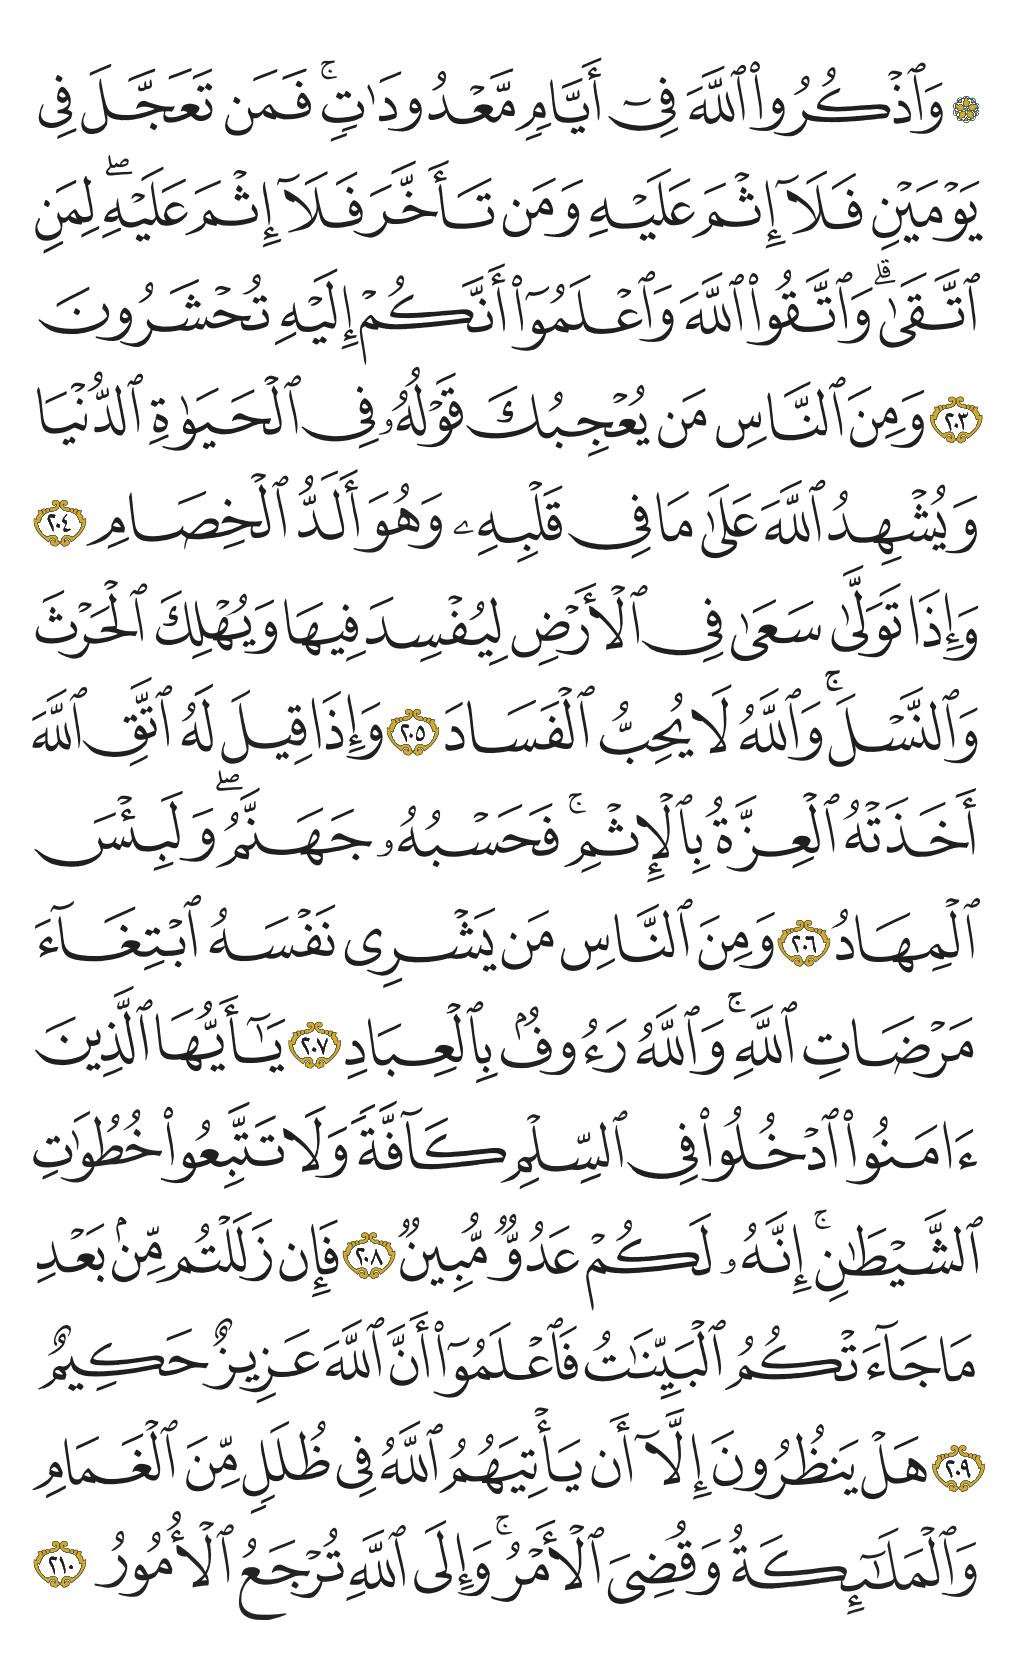 ۞ وَٱذۡكُرُواْ ٱللَّهَ فِيٓ أَيَّامٖ مَّعۡدُودَٰتٖۚ فَمَن تَعَجَّلَ فِي
يَوۡمَيۡنِ فَلَآ إِثۡمَ عَلَيۡهِ وَمَن تَأَخَّرَ فَلَآ إِثۡمَ عَلَيۡهِۖ لِمَنِ
ٱتَّقَىٰۗ وَٱتَّقُواْ ٱللَّهَ وَٱعۡلَمُوٓاْ أَنَّكُمۡ إِلَيۡهِ تُحۡشَرُونَ
٢٠٣ وَمِنَ ٱلنَّاسِ مَن يُعۡجِبُكَ قَوۡلُهُۥ فِي ٱلۡحَيَوٰةِ ٱلدُّنۡيَا
وَيُشۡهِدُ ٱللَّهَ عَلَىٰ مَا فِي قَلۡبِهِۦ وَهُوَ أَلَدُّ ٱلۡخِصَامِ ٢٠٤
وَإِذَا تَوَلَّىٰ سَعَىٰ فِي ٱلۡأَرۡضِ لِيُفۡسِدَ فِيهَا وَيُهۡلِكَ ٱلۡحَرۡثَ
وَٱلنَّسۡلَۚ وَٱللَّهُ لَا يُحِبُّ ٱلۡفَسَادَ ٢٠٥ وَإِذَا قِيلَ لَهُ ٱتَّقِ ٱللَّهَ
أَخَذَتۡهُ ٱلۡعِزَّةُ بِٱلۡإِثۡمِۚ فَحَسۡبُهُۥ جَهَنَّمُۖ وَلَبِئۡسَ
ٱلۡمِهَادُ ٢٠٦ وَمِنَ ٱلنَّاسِ مَن يَشۡرِي نَفۡسَهُ ٱبۡتِغَآءَ
مَرۡضَاتِ ٱللَّهِۚ وَٱللَّهُ رَءُوفُۢ بِٱلۡعِبَادِ ٢٠٧ يَٰٓأَيُّهَا ٱلَّذِينَ
ءَامَنُواْ ٱدۡخُلُواْ فِي ٱلسِّلۡمِ كَآفَّةٗ وَلَا تَتَّبِعُواْ خُطُوَٰتِ
ٱلشَّيۡطَٰنِۚ إِنَّهُۥ لَكُمۡ عَدُوّٞ مُّبِينٞ ٢٠٨ فَإِن زَلَلۡتُم مِّنۢ بَعۡدِ
مَا جَآءَتۡكُمُ ٱلۡبَيِّنَٰتُ فَٱعۡلَمُوٓاْ أَنَّ ٱللَّهَ عَزِيزٌ حَكِيمٌ
٢٠٩ هَلۡ يَنظُرُونَ إِلَّآ أَن يَأۡتِيَهُمُ ٱللَّهُ فِي ظُلَلٖ مِّنَ ٱلۡغَمَامِ
وَٱلۡمَلَٰٓئِكَةُ وَقُضِيَ ٱلۡأَمۡرُۚ وَإِلَى ٱللَّهِ تُرۡجَعُ ٱلۡأُمُورُ ٢١٠